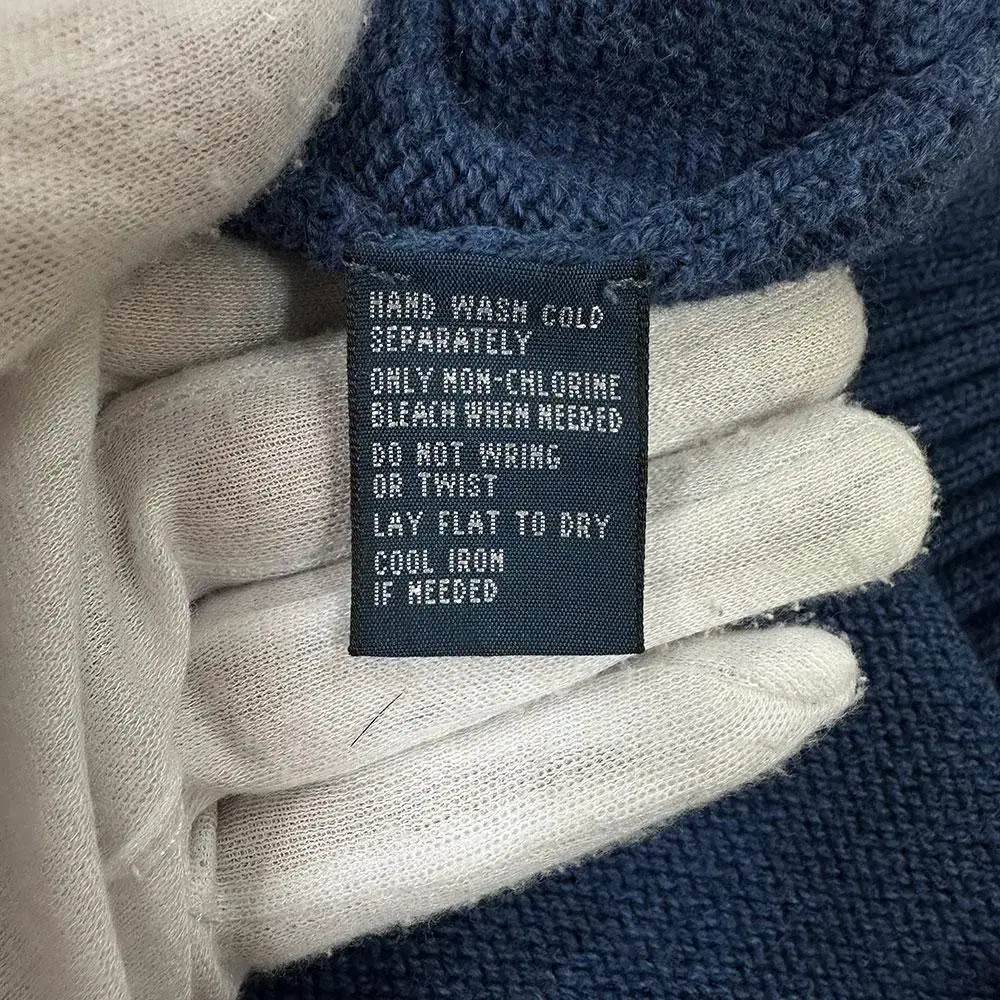 HAND WASH COLD
SEPARATELY
ONLY NON-CHLORINE
BLEACH WHEN NEEDED
DO NOT WRING
OR TWIST
LAY FLAT TO DRY
COOL IRON
IF NEEDED